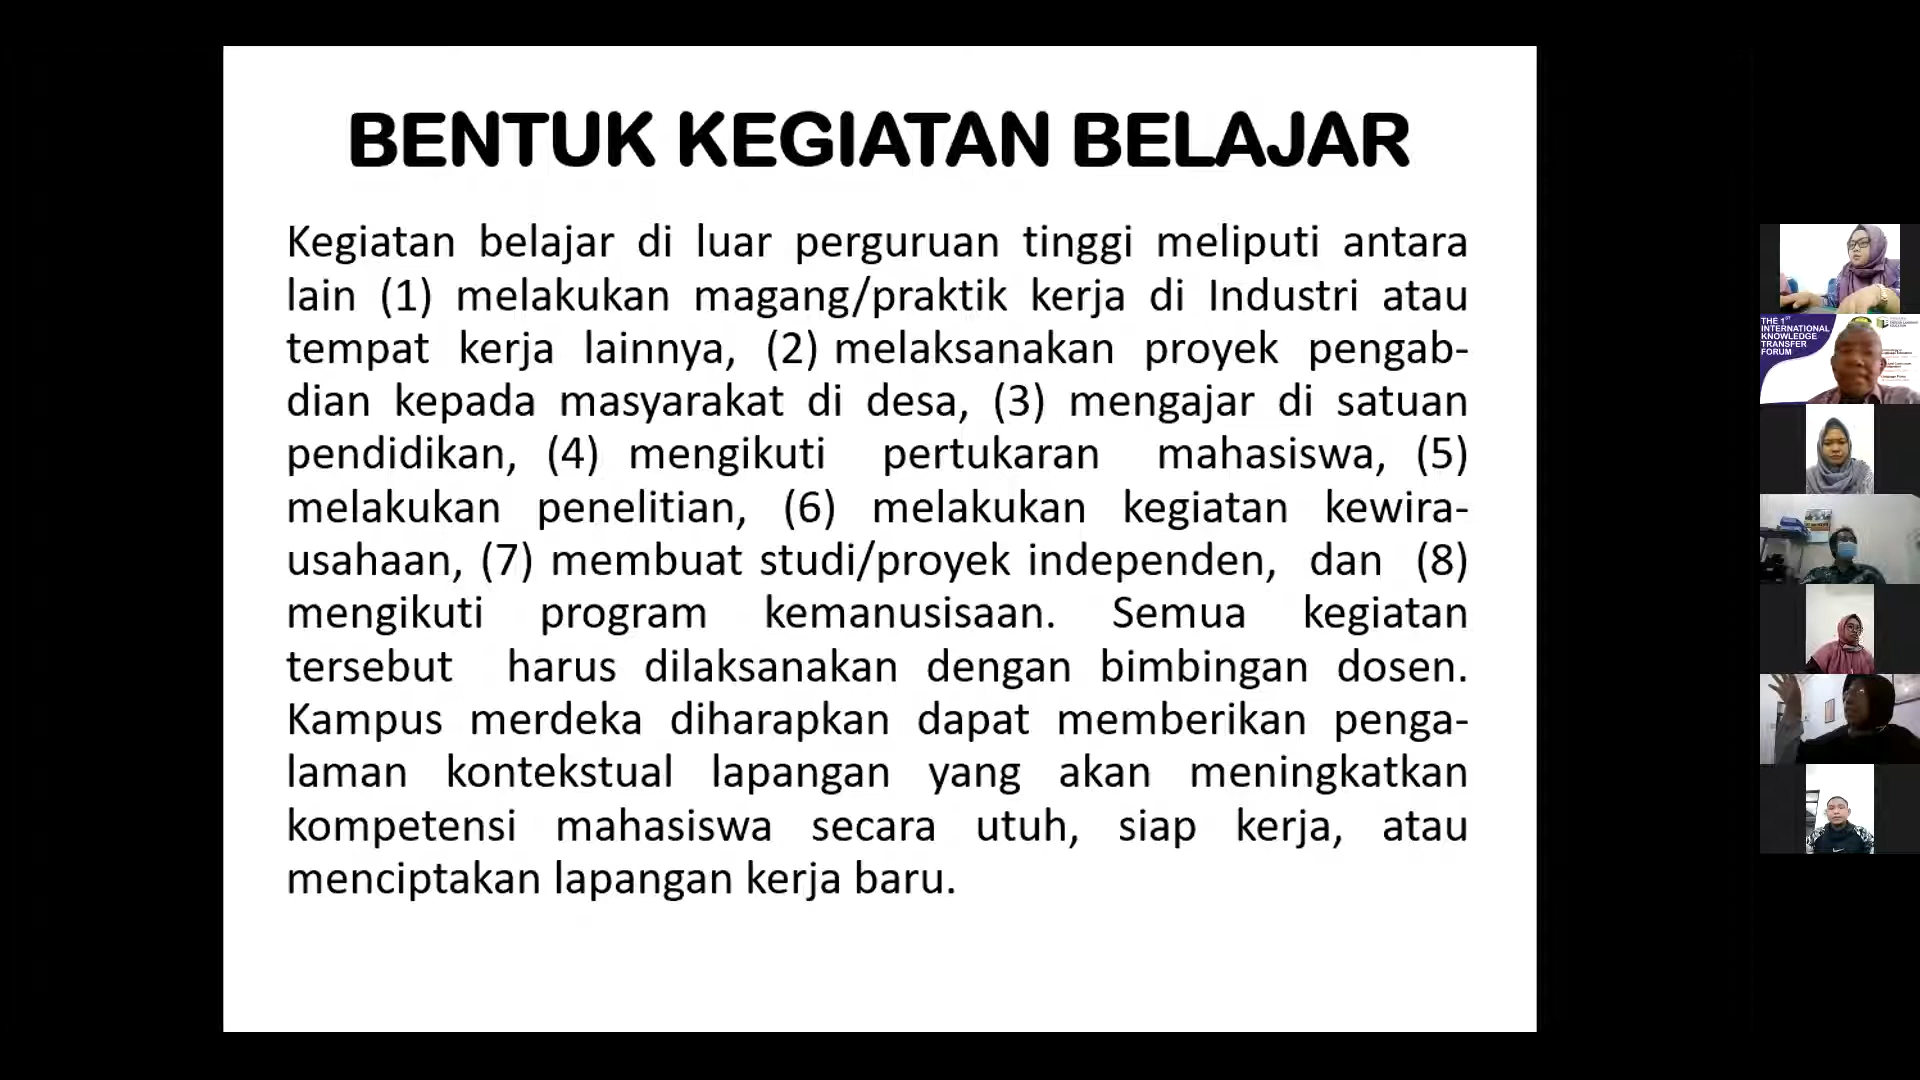 BENTUK KEGIATAN BELAJAR
Kegiatan belajar di luar perguruan tinggi meliputi antara
lain (1) melakukan magang/praktik kerja di Industri atau
tempat kerja lainnya, (2) melaksanakan proyek pengab-
dian kepada masyarakat di desa, (3) mengajar di satuan
pendidikan, (4) mengikuti pertukaran mahasiswa, (5)
melakukan penelitian, (6) melakukan kegiatan kewira-
usahaan, (7) membuat studi/proyek independen, dan (8)
mengikuti program kemanusisaan. Semua kegiatan
tersebut harus dilaksanakan dengan bimbingan dosen.
Kampus merdeka diharapkan dapat memberikan penga-
laman kontekstual lapangan yang akan meningkatkan
kompetensi mahasiswa secara utuh, siap kerja, atau
menciptakan lapangan kerja baru.
THE 1ST
INTERNATIONAL
KNOWLEDGE
TRANSFER
FORUM